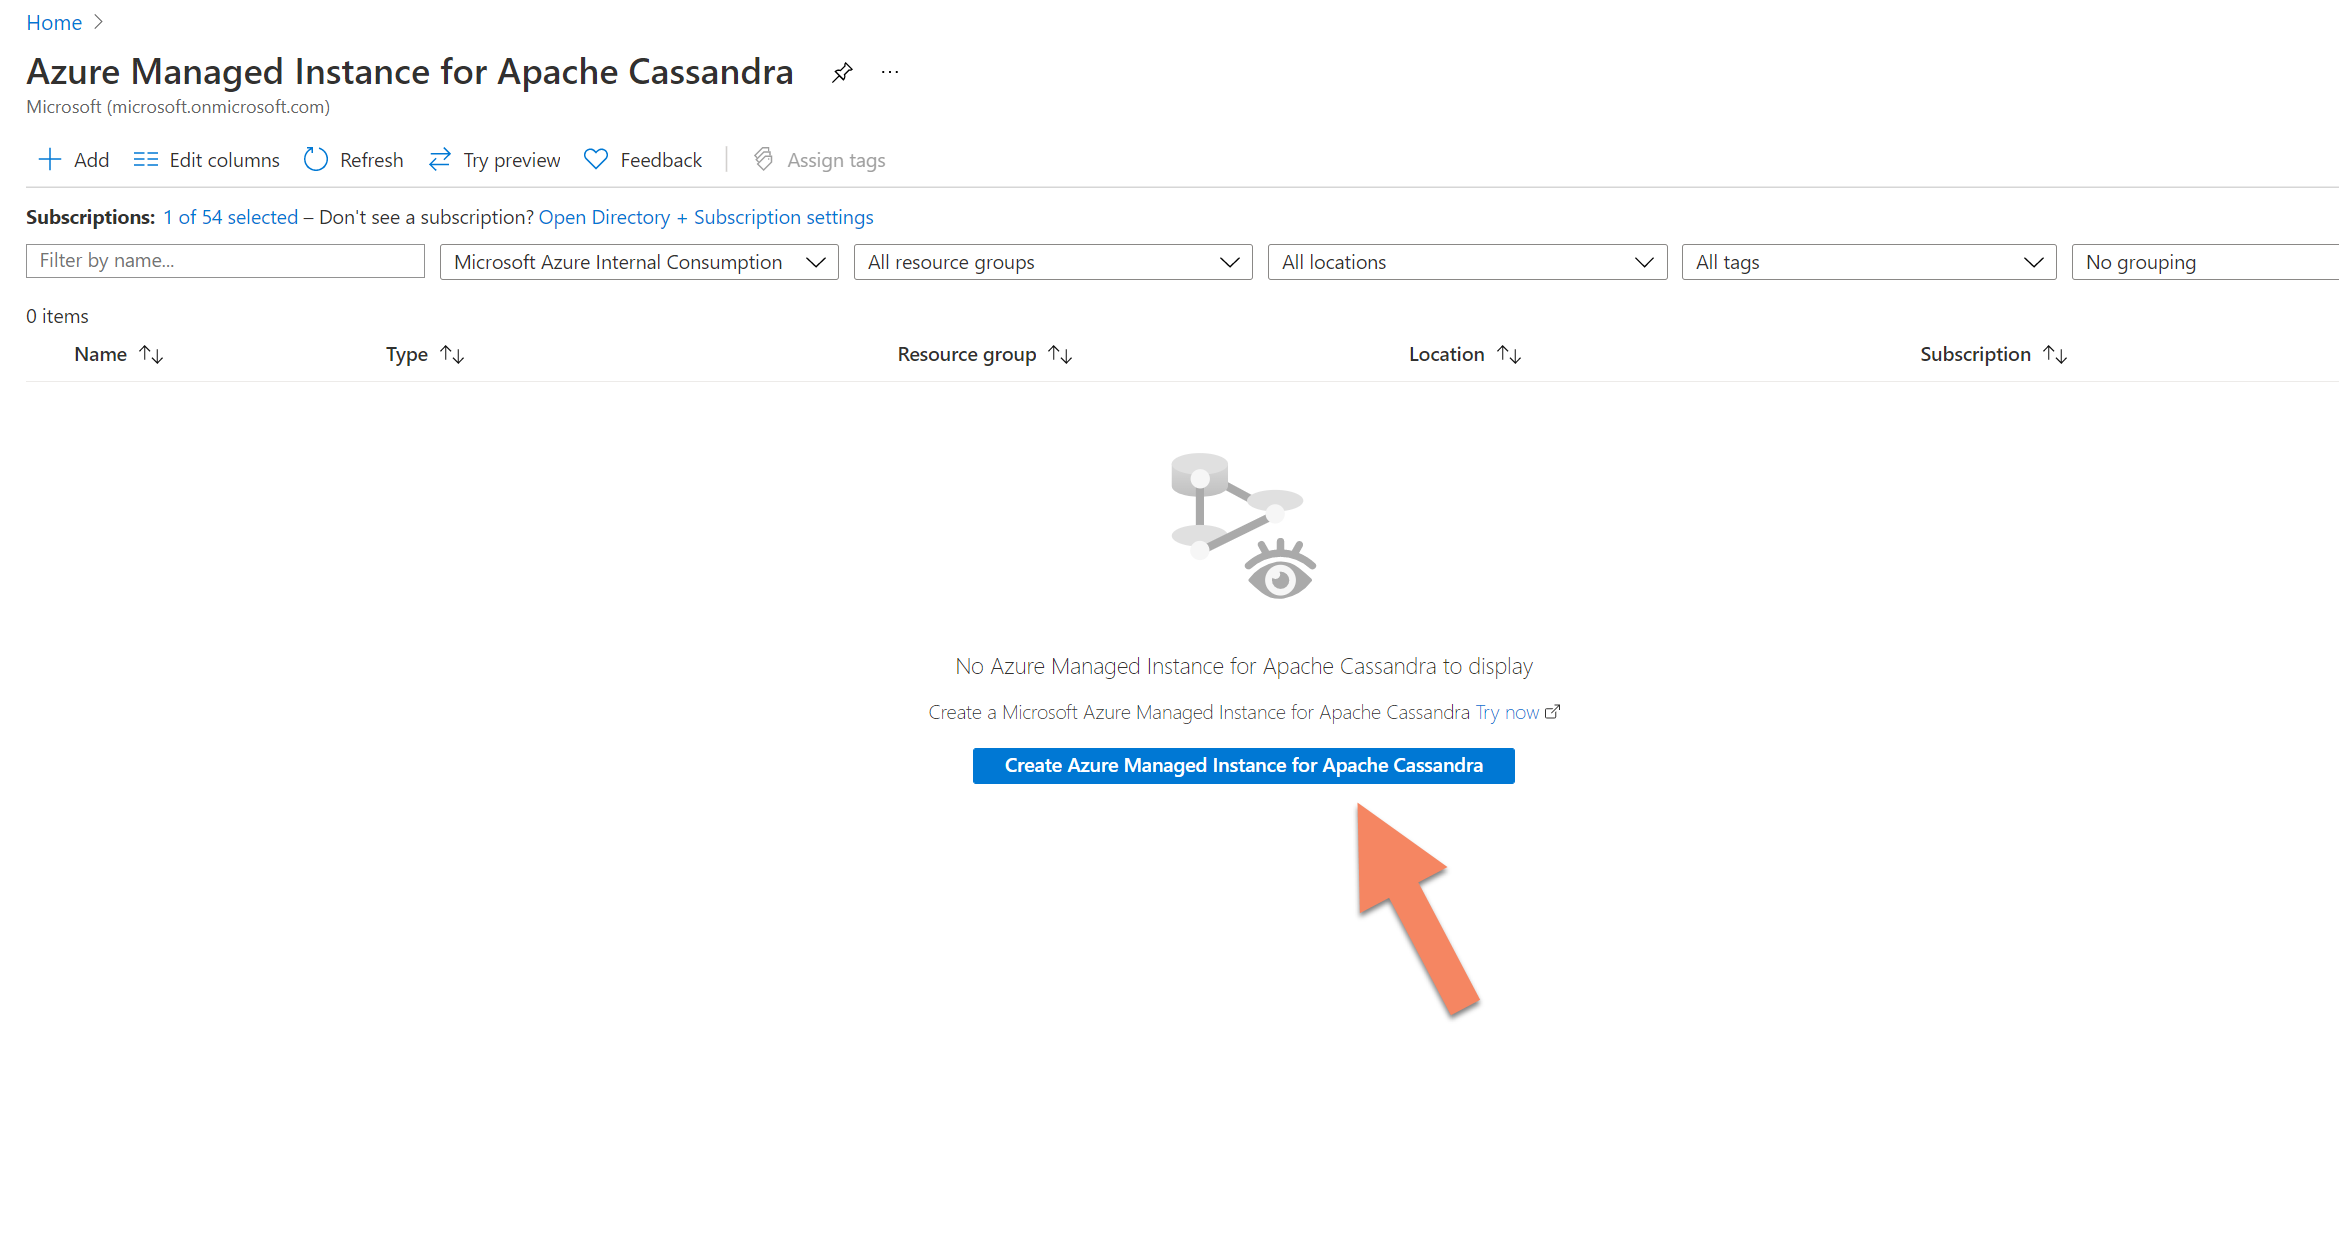 Home
Azure Managed Instance for Apache Cassandra
Microsoft (microsoft.onmicrosoft.com)
Add Edit columns Refresh Try preview Feedback Assign tags
Subscriptions: 1 of 54 selected – Don't see a subscription? Open Directory + Subscription settings
Filter by name... Microsoft Azure Internal Consumption All resource groups All locations All tags No grouping
0 items
Name Type Resource group Location Subscription
No Azure Managed Instance for Apache Cassandra to display
Create a Microsoft Azure Managed Instance for Apache Cassandra Try now
Create Azure Managed Instance for Apache Cassandra